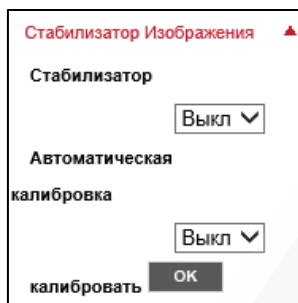 Стабилизатор Изображения
Стабилизатор
Выкл
Автоматическая
калибровка
Выкл
калибровать OK